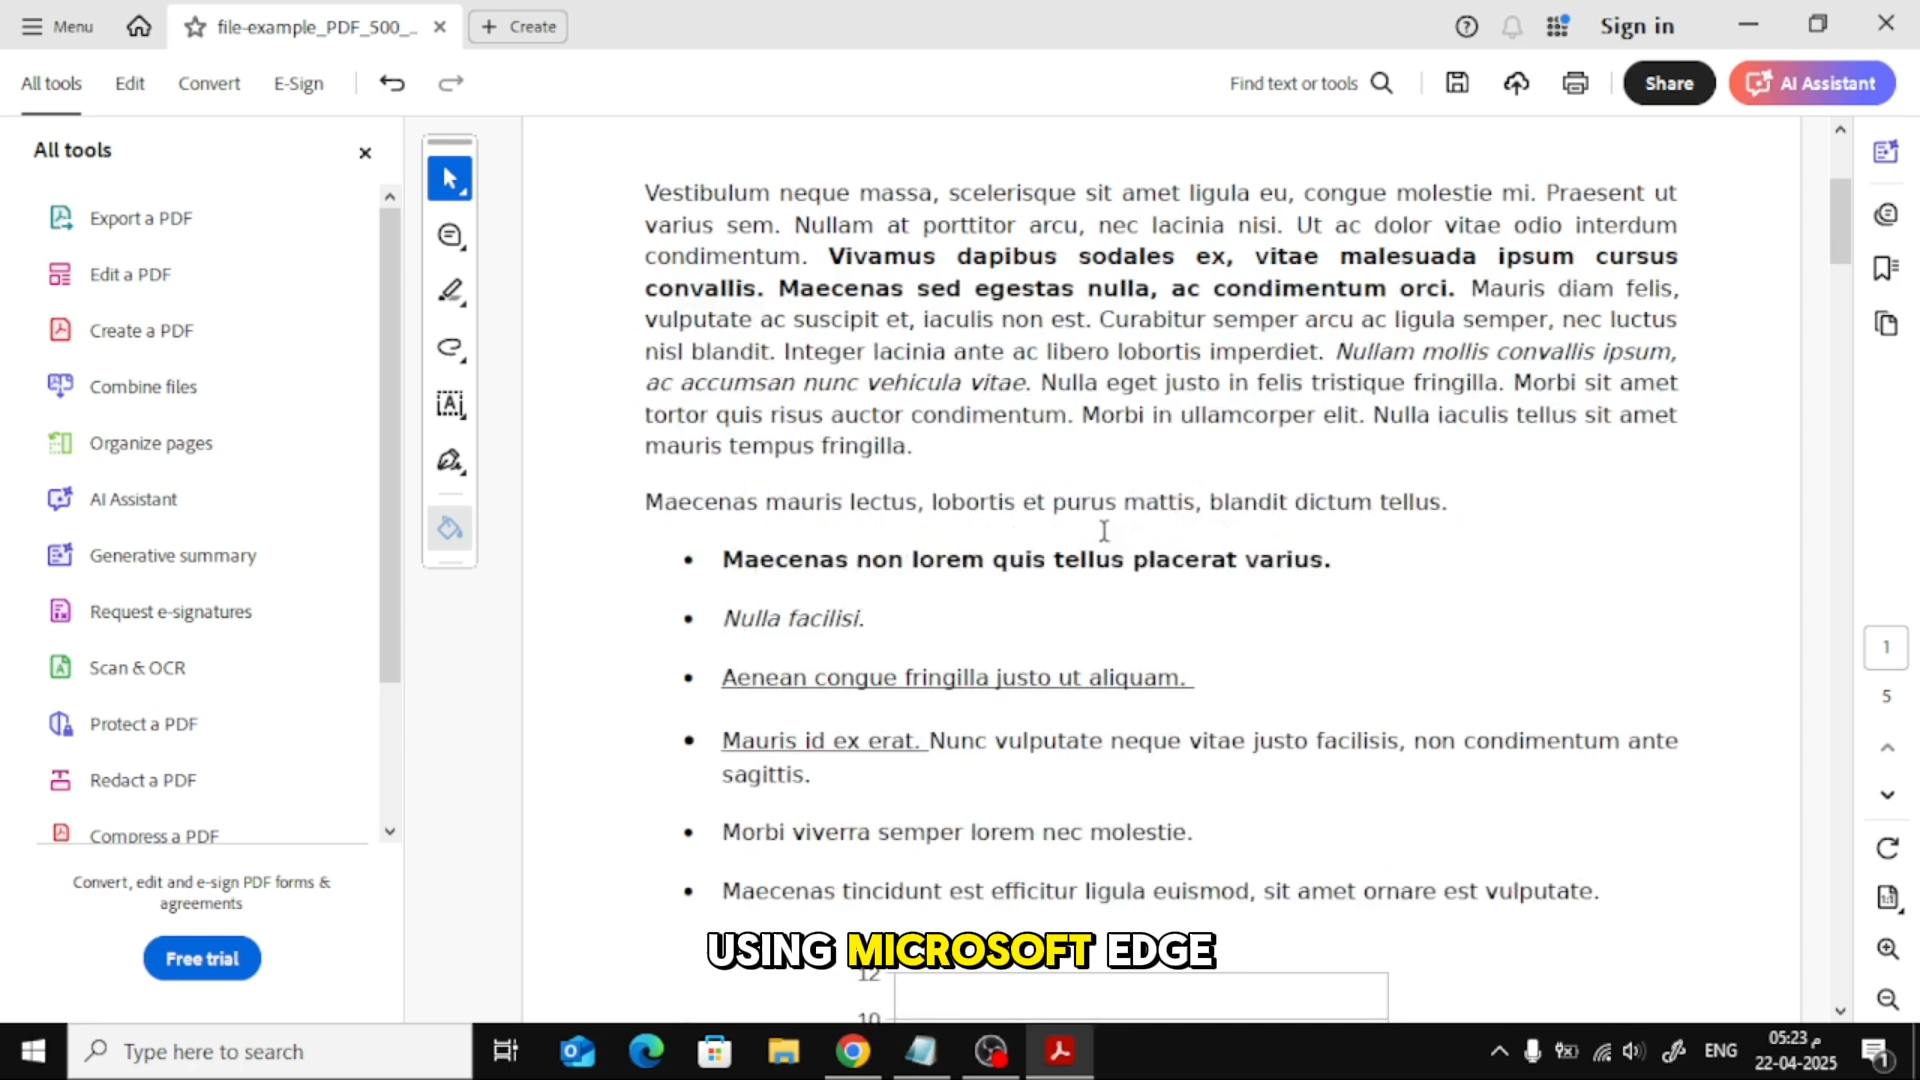 Menu
file-example_PDF_500_...
Create
Sign in
All tools
Edit
Convert
E-Sign
Find text or tools
Share
AI Assistant
All tools
Export a PDF
Edit a PDF
Create a PDF
Combine files
Organize pages
AI Assistant
Generative summary
Request e-signatures
Scan & OCR
Protect a PDF
Redact a PDF
Compress a PDF
Convert, edit and e-sign PDF forms &
agreements
Free trial
Vestibulum neque massa, scelerisque sit amet ligula eu, congue molestie mi. Praesent ut
varius sem. Nullam at porttitor arcu, nec lacinia nisi. Ut ac dolor vitae odio interdum
condimentum. Vivamus dapibus sodales ex, vitae malesuada ipsum cursus
convallis. Maecenas sed egestas nulla, ac condimentum orci. Mauris diam felis,
vulputate ac suscipit et, iaculis non est. Curabitur semper arcu ac ligula semper, nec luctus
nisl blandit. Integer lacinia ante ac libero lobortis imperdiet. Nullam mollis convallis ipsum,
ac accumsan nunc vehicula vitae. Nulla eget justo in felis tristique fringilla. Morbi sit amet
tortor quis risus auctor condimentum. Morbi in ullamcorper elit. Nulla iaculis tellus sit amet
mauris tempus fringilla.
Maecenas mauris lectus, lobortis et purus mattis, blandit dictum tellus.
• Maecenas non lorem quis tellus placerat varius.
• Nulla facilisi.
• Aenean congue fringilla justo ut aliquam.
• Mauris id ex erat. Nunc vulputate neque vitae justo facilisis, non condimentum ante
sagittis.
• Morbi viverra semper lorem nec molestie.
• Maecenas tincidunt est efficitur ligula euismod, sit amet ornare est vulputate.
USING MICROSOFT EDGE
12
10
1
5
1:1
Type here to search
ENG
05:23 م
22-04-2025
1